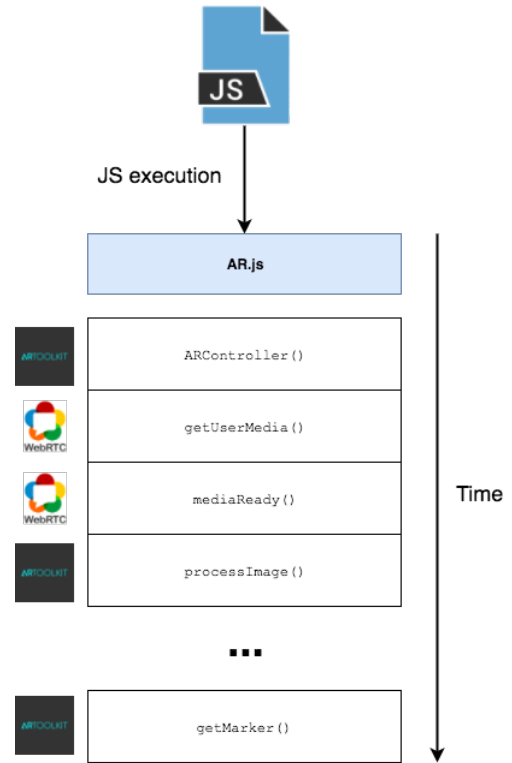 JS
JS execution
AR.js
ARTOOLKIT
ARController()
WebRTC
getUserMedia()
WebRTC
mediaReady()
Time
ARTOOLKIT
processImage()
...
ARTOOLKIT
getMarker()